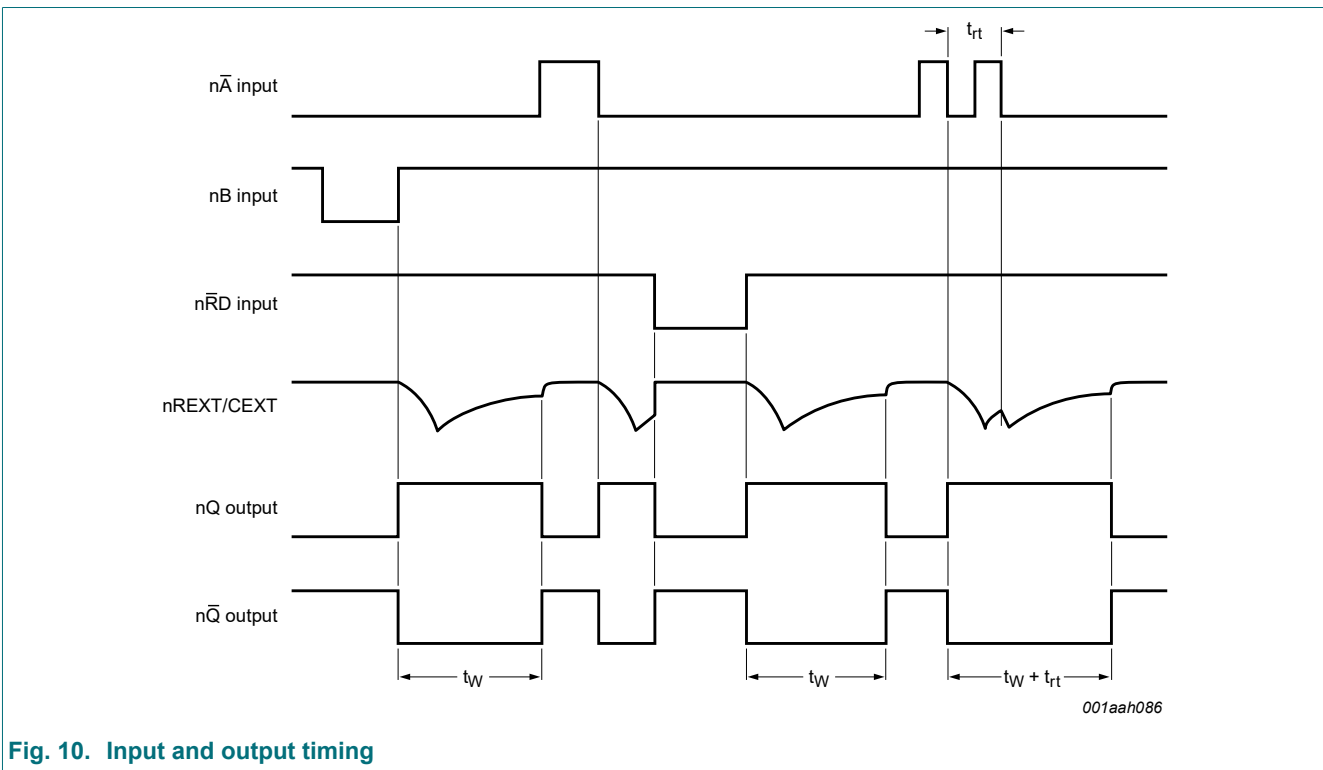 t_rt
nA̅ input
nB input
nR̅D input
nREXT/CEXT
nQ output
nQ̅ output
t_W
t_W
t_W + t_rt
001aah086
Fig. 10. Input and output timing